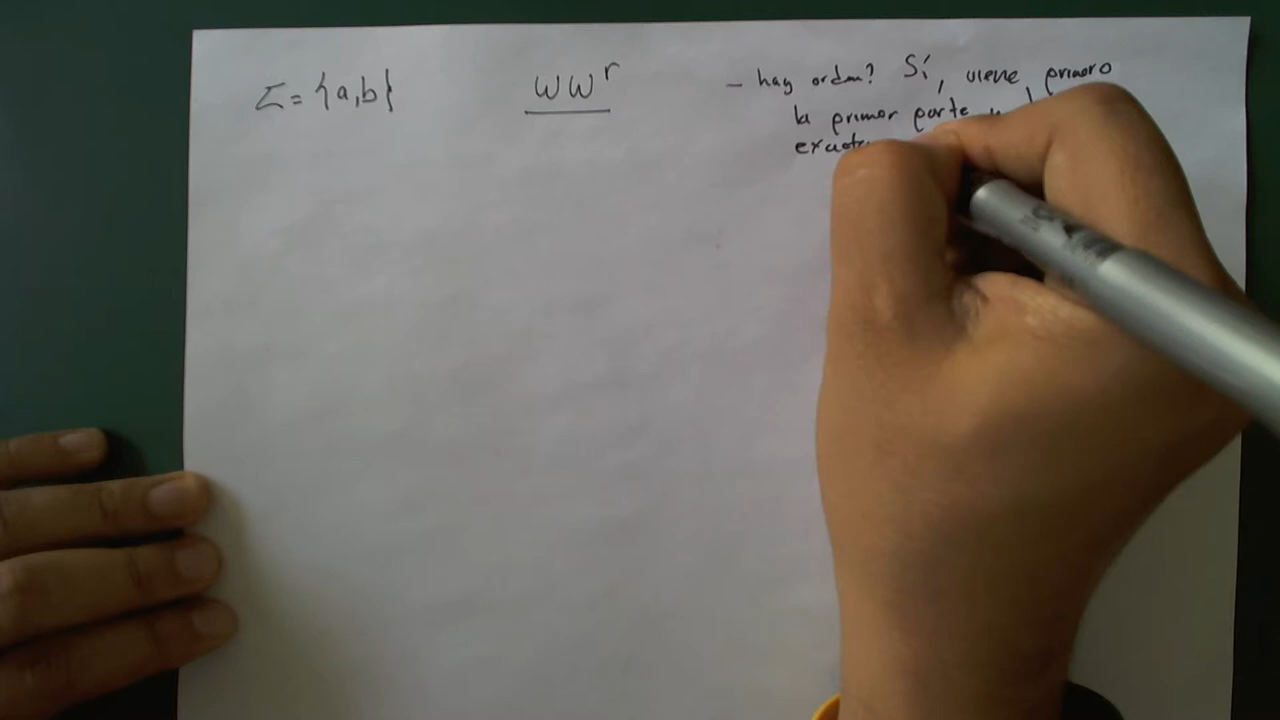 Σ = {a,b}
ww^r
- hay orden? Sí, viene primero
la primer parte